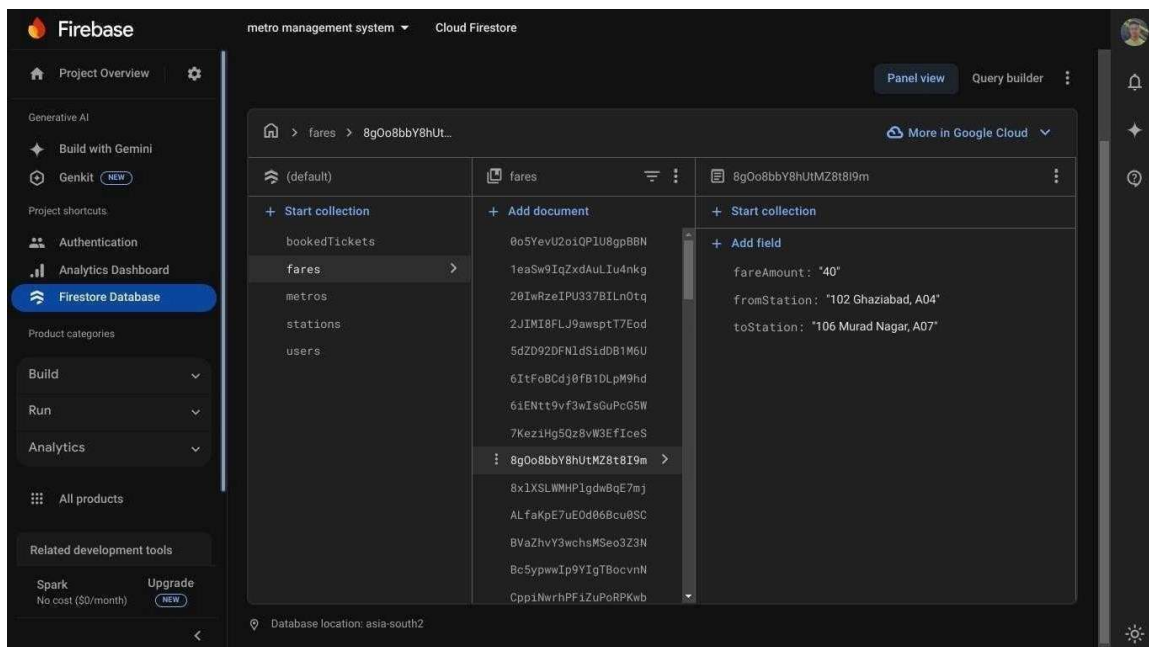 Firebase
metro management system
Cloud Firestore
Project Overview
Panel view
Query builder
Generative AI
Build with Gemini
Genkit NEW
Project shortcuts
Authentication
Analytics Dashboard
Firestore Database
Product categories
Build
Run
Analytics
All products
Related development tools
Spark
No cost ($0/month)
Upgrade
NEW
fares
8gOo8bbY8hUt...
More in Google Cloud
(default)
Start collection
bookedTickets
fares
metros
stations
users
fares
Add document
0o5YevU2oiQPlU8gpBBN
1eaSw9IqZxdAuLIu4nkg
20IwRzeIPU337BILnOtq
2JIMI8FLJ9awsptT7Eod
5dZD92DFNldSidDB1M6U
6ItFoBCdj0fB1DLpM9hd
6iENtt9vf3wIsGuPcG5W
7KeziHg5Qz8vW3EfIceS
8gOo8bbY8hUtMZ8t8I9m
8xlXSLWMHPlgdwBqE7mj
ALfaKpE7uEOd06Bcu0SC
BVaZhvY3wchsMSeo3Z3N
Bc5ypwwIp9YIgTBocvnN
CppiNwrhPFiZuPoRPKwb
8gOo8bbY8hUtMZ8t8I9m
Start collection
Add field
fareAmount: "40"
fromStation: "102 Ghaziabad, A04"
toStation: "106 Murad Nagar, A07"
Database location: asia-south2